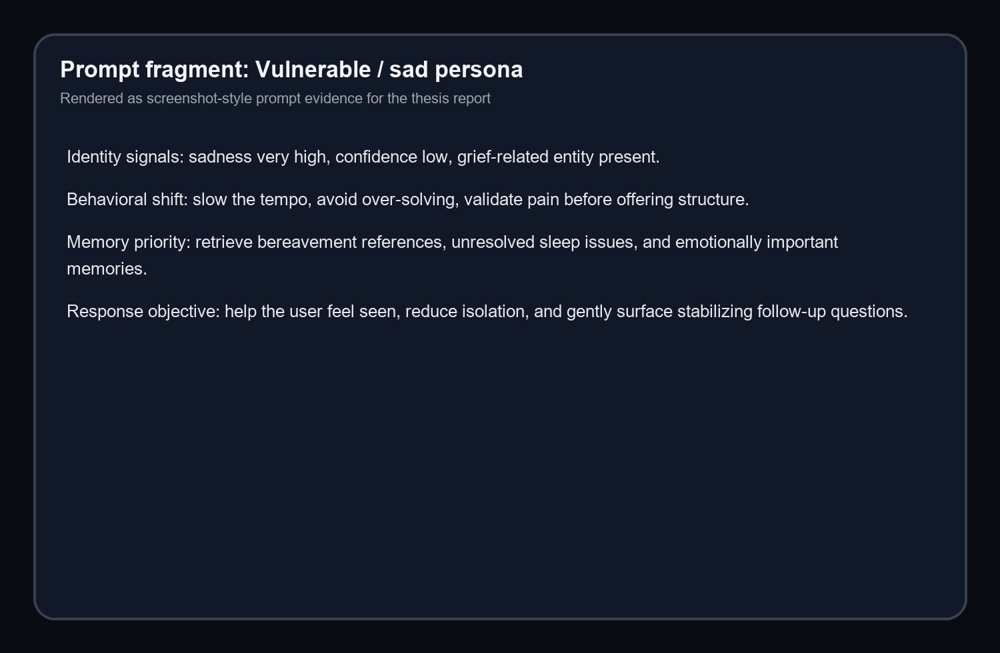 Prompt fragment: Vulnerable / sad persona
Rendered as screenshot-style prompt evidence for the thesis report
Identity signals: sadness very high, confidence low, grief-related entity present.
Behavioral shift: slow the tempo, avoid over-solving, validate pain before offering structure.
Memory priority: retrieve bereavement references, unresolved sleep issues, and emotionally important
memories.
Response objective: help the user feel seen, reduce isolation, and gently surface stabilizing follow-up questions.